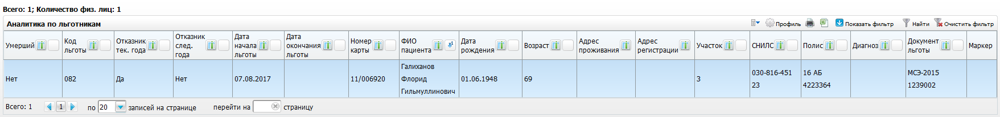 Всего: 1; Количество физ. лиц: 1
Аналитика по льготникам
Профиль
Показать фильтр
Найти
Очистить фильтр
Умерший
Код
льготы
Отказник
тек. года
Отказник
след.
года
Дата
начала
льготы
Дата
окончания
льготы
Номер
карты
ФИО
пациента
Дата
рождения
Возраст
Адрес
проживания
Адрес
регистрации
Участок
СНИЛС
Полис
Диагноз
Документ
льготы
Маркер
Нет
082
Да
Нет
07.08.2017
11/006920
Галиханов
Флорид
Гильмуллинович
01.06.1948
69
3
030-816-451
23
16 АБ
4223364
МСЭ-2015
1239002
Всего: 1
1
по 20 записей на странице
перейти на страницу